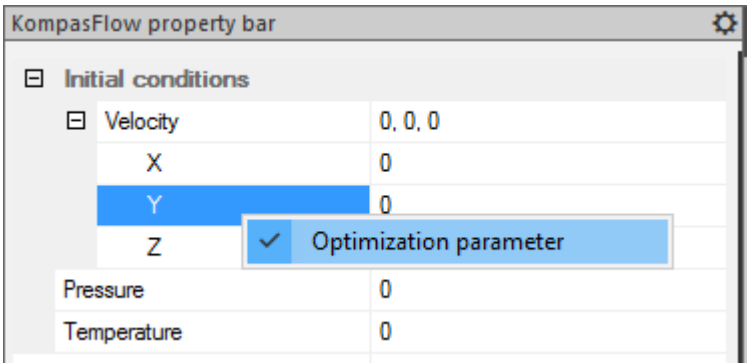 KompasFlow property bar
Initial conditions
Velocity 0, 0, 0
X 0
Y 0
Z
Optimization parameter
Pressure 0
Temperature 0